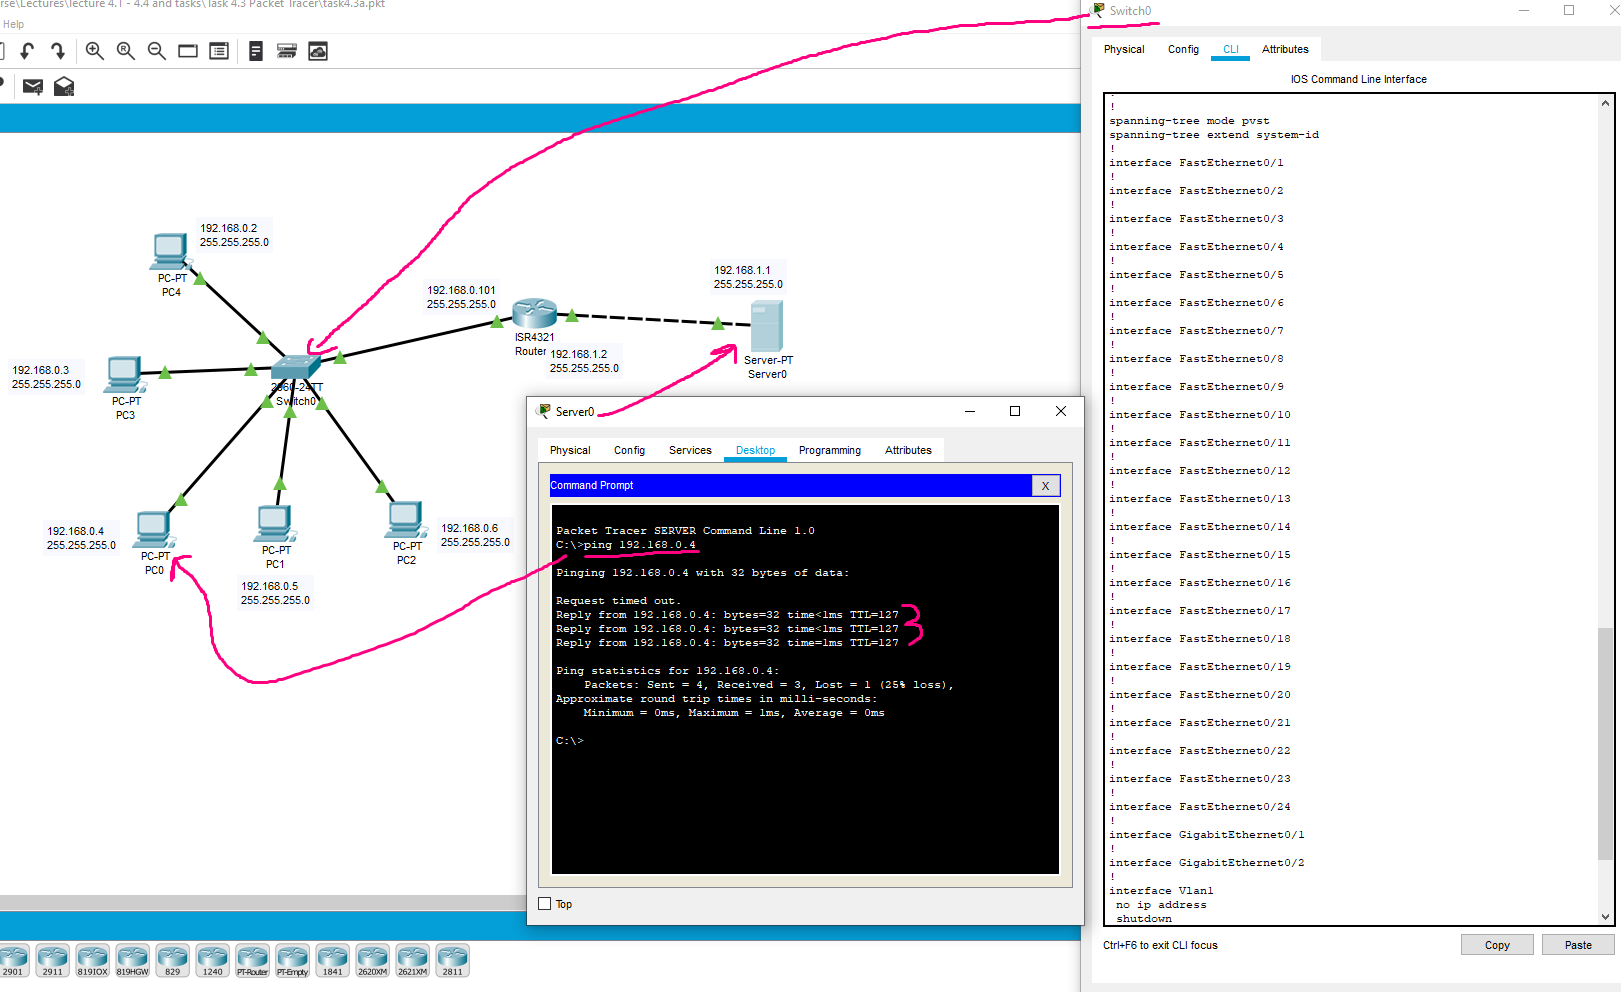 rse\Lectures\lecture 4.1 - 4.4 and tasks\Task 4.3 Packet Tracer\task4.3a.pkt
Help
192.168.0.2
255.255.255.0
PC-PT
PC4
192.168.0.3
255.255.255.0
PC-PT
PC3
2960-24TT
Switch0
192.168.0.101
255.255.255.0
ISR4321
Router
192.168.1.2
255.255.255.0
192.168.1.1
255.255.255.0
Server-PT
Server0
192.168.0.4
255.255.255.0
PC-PT
PC0
PC-PT
PC1
192.168.0.5
255.255.255.0
PC-PT
PC2
192.168.0.6
255.255.255.0
Server0
Physical Config Services Desktop Programming Attributes
Command Prompt X
Packet Tracer SERVER Command Line 1.0
C:\>ping 192.168.0.4
Pinging 192.168.0.4 with 32 bytes of data:
Request timed out.
Reply from 192.168.0.4: bytes=32 time<1ms TTL=127
Reply from 192.168.0.4: bytes=32 time<1ms TTL=127
Reply from 192.168.0.4: bytes=32 time=1ms TTL=127
Ping statistics for 192.168.0.4:
Packets: Sent = 4, Received = 3, Lost = 1 (25% loss),
Approximate round trip times in milli-seconds:
Minimum = 0ms, Maximum = 1ms, Average = 0ms
C:\>
Top
2901 2911 819IOX 819HGW 829 1240 PT-Router PT-Empty 1841 2620XM 2621XM 2811
Switch0
Physical Config CLI Attributes
IOS Command Line Interface
!
!
spanning-tree mode pvst
spanning-tree extend system-id
!
interface FastEthernet0/1
!
interface FastEthernet0/2
!
interface FastEthernet0/3
!
interface FastEthernet0/4
!
interface FastEthernet0/5
!
interface FastEthernet0/6
!
interface FastEthernet0/7
!
interface FastEthernet0/8
!
interface FastEthernet0/9
!
interface FastEthernet0/10
!
interface FastEthernet0/11
!
interface FastEthernet0/12
!
interface FastEthernet0/13
!
interface FastEthernet0/14
!
interface FastEthernet0/15
!
interface FastEthernet0/16
!
interface FastEthernet0/17
!
interface FastEthernet0/18
!
interface FastEthernet0/19
!
interface FastEthernet0/20
!
interface FastEthernet0/21
!
interface FastEthernet0/22
!
interface FastEthernet0/23
!
interface FastEthernet0/24
!
interface GigabitEthernet0/1
!
interface GigabitEthernet0/2
!
interface Vlan1
no ip address
shutdown
Ctrl+F6 to exit CLI focus
Copy Paste